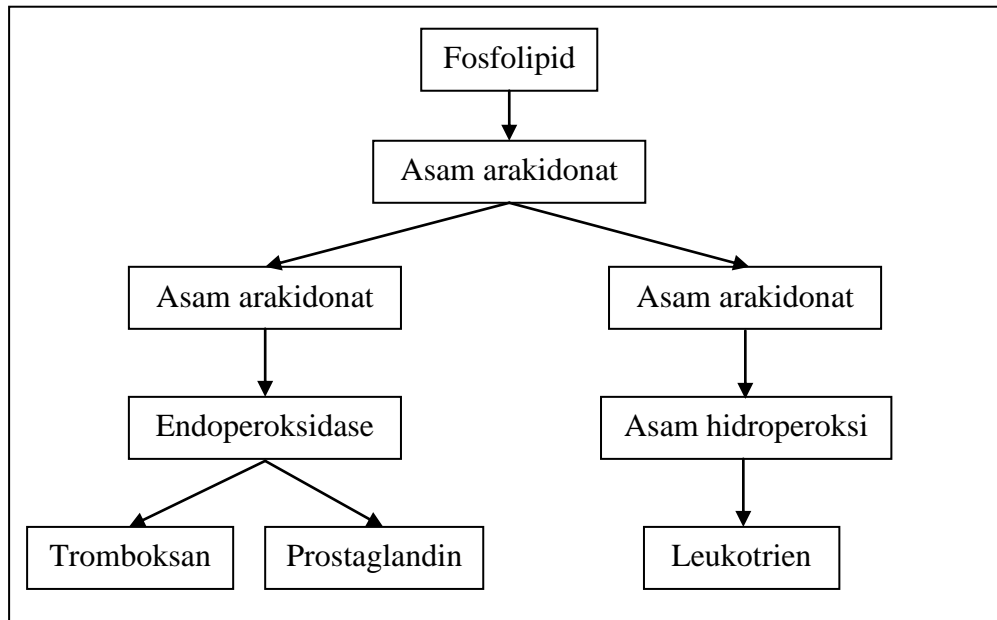 Fosfolipid
Asam arakidonat
Asam arakidonat
Asam arakidonat
Endoperoksidase
Asam hidroperoksi
Tromboksan
Prostaglandin
Leukotrien